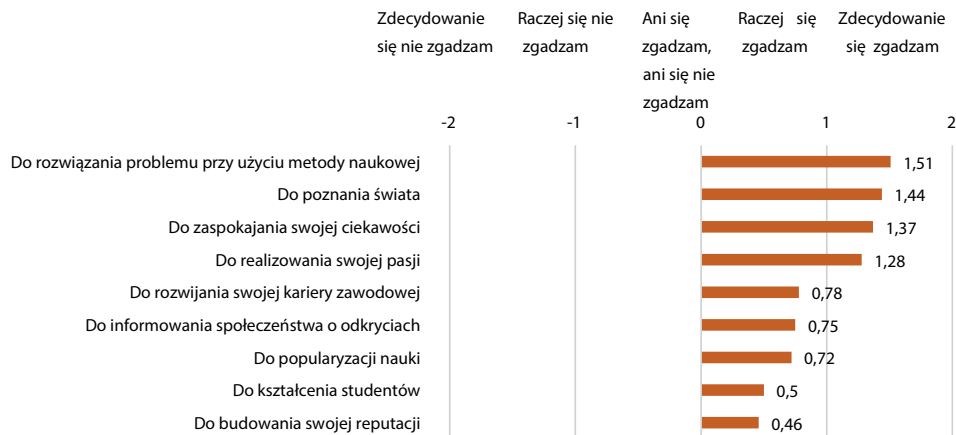 Zdecydowanie się nie zgadzam
Raczej się nie zgadzam
Ani się zgadzam, ani się nie zgadzam
Raczej się zgadzam
Zdecydowanie się zgadzam
-2 -1 0 1 2
Do rozwiązania problemu przy użyciu metody naukowej 1,51
Do poznania świata 1,44
Do zaspokajania swojej ciekawości 1,37
Do realizowania swojej pasji 1,28
Do rozwijania swojej kariery zawodowej 0,78
Do informowania społeczeństwa o odkryciach 0,75
Do popularyzacji nauki 0,72
Do kształcenia studentów 0,5
Do budowania swojej reputacji 0,46